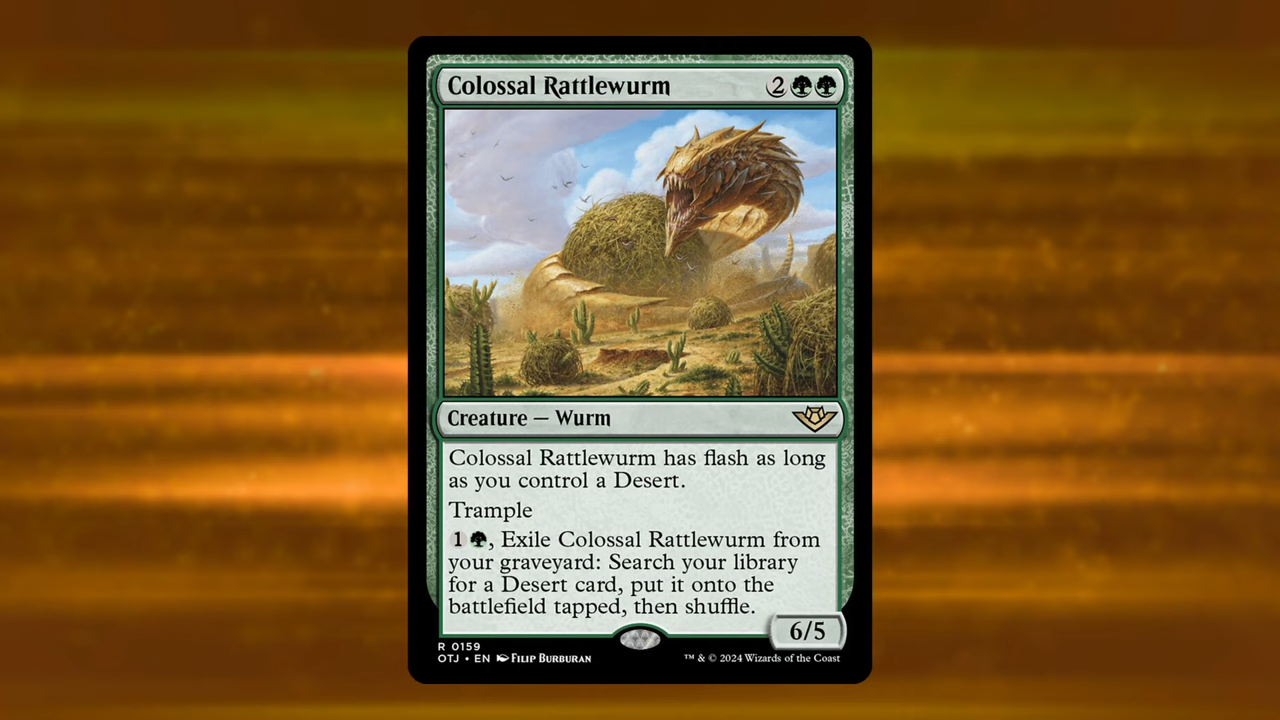 Colossal Rattlewurm 2
Creature — Wurm
Colossal Rattlewurm has flash as long
as you control a Desert.
Trample
1, Exile Colossal Rattlewurm from
your graveyard: Search your library
for a Desert card, put it onto the
battlefield tapped, then shuffle.
6/5
R 0159
OTJ • EN Filip Burburan
™ & © 2024 Wizards of the Coast